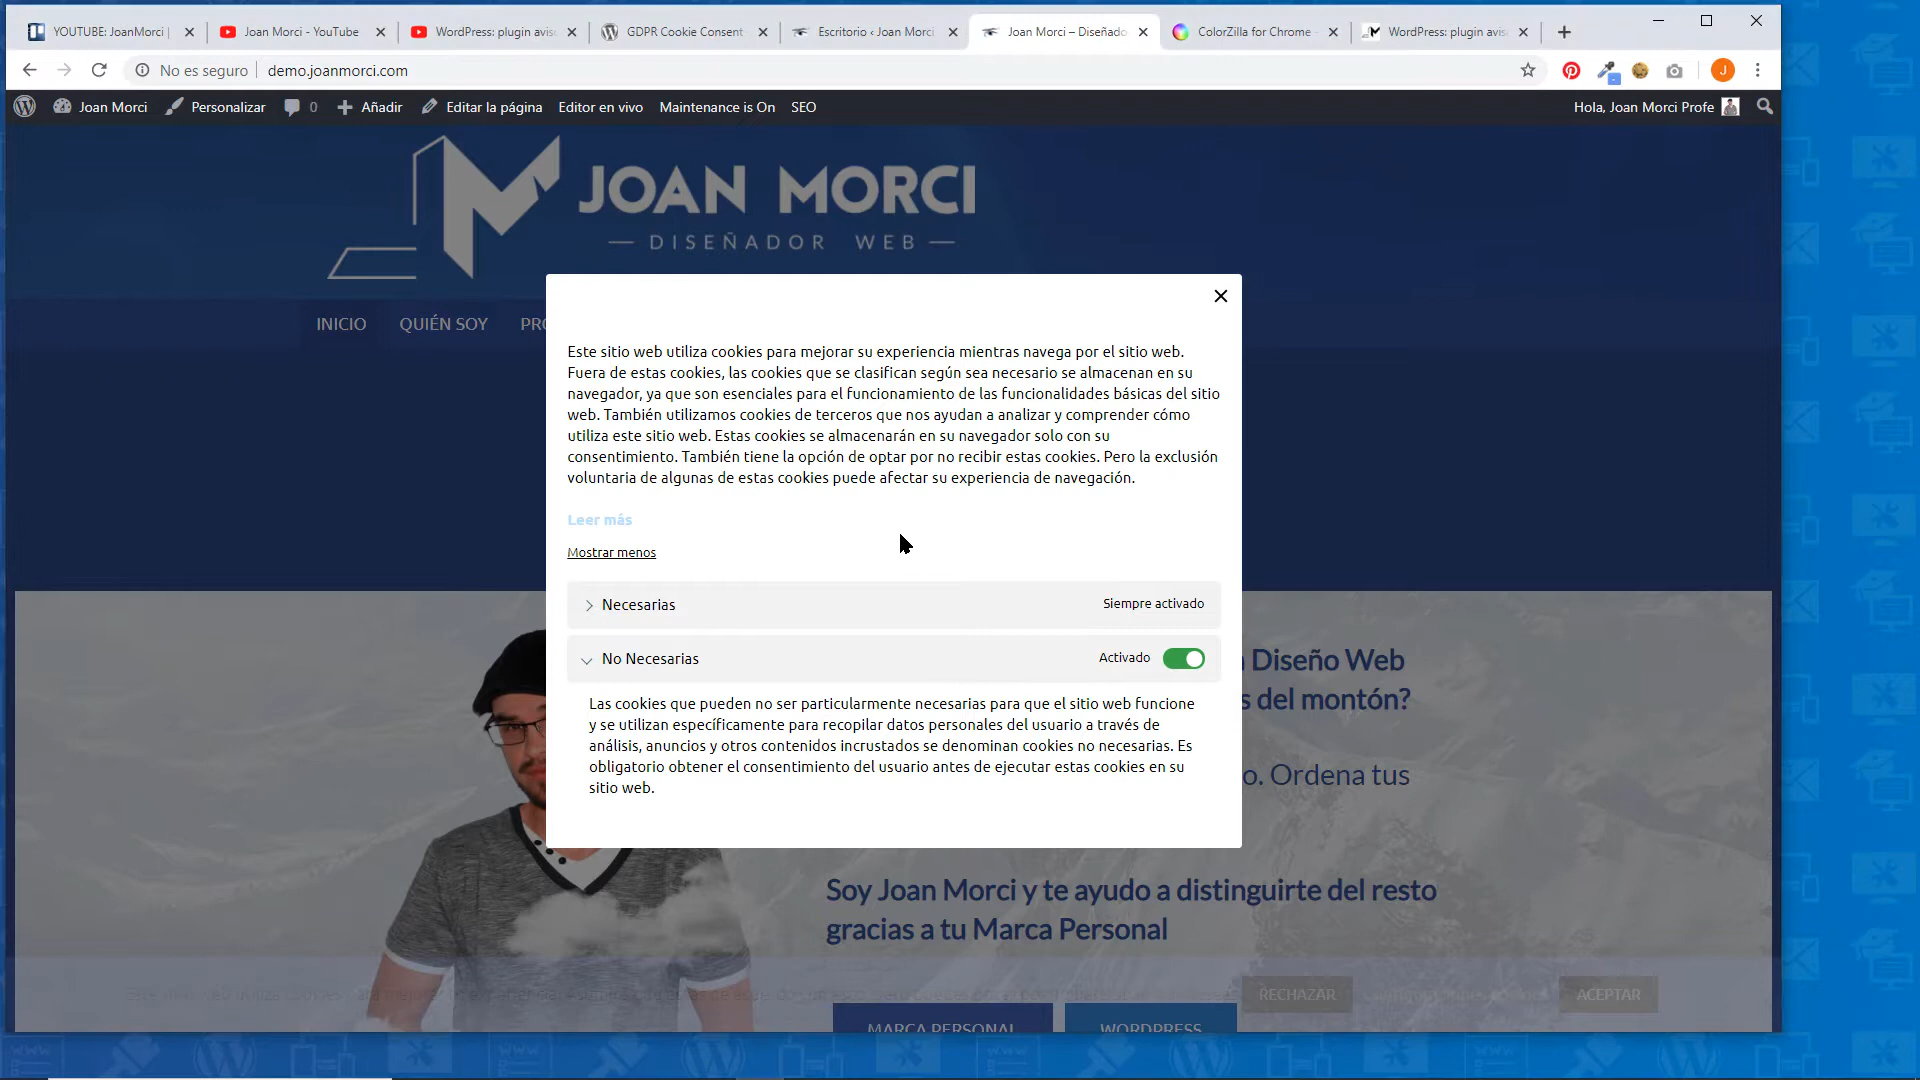 YOUTUBE: JoanMorci |
Joan Morci - YouTube
WordPress: plugin avis
GDPR Cookie Consent
Escritorio ‹ Joan Morci
Joan Morci – Diseñado
ColorZilla for Chrome -
WordPress: plugin avis
No es seguro
demo.joanmorci.com
J
Joan Morci
Personalizar
0
Añadir
Editar la página
Editor en vivo
Maintenance is On
SEO
Hola, Joan Morci Profe
JOAN MORCI
— DISEÑADOR WEB —
INICIO
QUIÉN SOY
PRO
Este sitio web utiliza cookies para mejorar su experiencia mientras navega por el sitio web.
Fuera de estas cookies, las cookies que se clasifican según sea necesario se almacenan en su
navegador, ya que son esenciales para el funcionamiento de las funcionalidades básicas del sitio
web. También utilizamos cookies de terceros que nos ayudan a analizar y comprender cómo
utiliza este sitio web. Estas cookies se almacenarán en su navegador solo con su
consentimiento. También tiene la opción de optar por no recibir estas cookies. Pero la exclusión
voluntaria de algunas de estas cookies puede afectar su experiencia de navegación.
Leer más
Mostrar menos
Necesarias
Siempre activado
No Necesarias
Activado
Las cookies que pueden no ser particularmente necesarias para que el sitio web funcione
y se utilizan específicamente para recopilar datos personales del usuario a través de
análisis, anuncios y otros contenidos incrustados se denominan cookies no necesarias. Es
obligatorio obtener el consentimiento del usuario antes de ejecutar estas cookies en su
sitio web.
Diseño Web
s del montón?
o. Ordena tus
Soy Joan Morci y te ayudo a distinguirte del resto
gracias a tu Marca Personal
Este sitio web utiliza cookies
RECHAZAR
ACEPTAR
MARCA PERSONAL
WORDPRESS